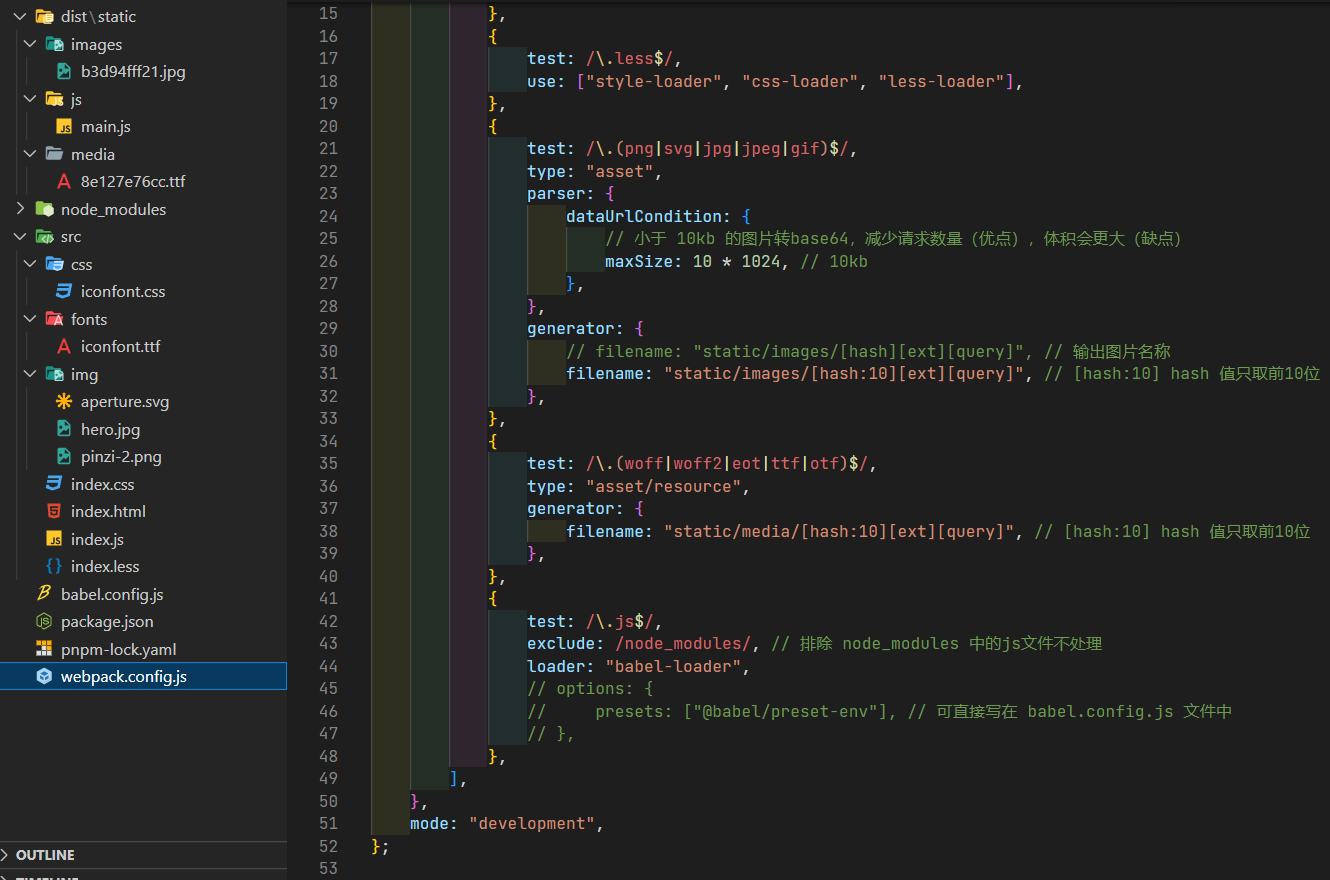 dist\static
images
b3d94fff21.jpg
js
main.js
media
8e127e76cc.ttf
node_modules
src
css
iconfont.css
fonts
iconfont.ttf
img
aperture.svg
hero.jpg
pinzi-2.png
index.css
index.html
index.js
index.less
babel.config.js
package.json
pnpm-lock.yaml
webpack.config.js
OUTLINE
TIMELINE
15 },
16 {
17 test: /\.less$/,
18 use: ["style-loader", "css-loader", "less-loader"],
19 },
20 {
21 test: /\.(png|svg|jpg|jpeg|gif)$/,
22 type: "asset",
23 parser: {
24 dataUrlCondition: {
25 // 小于 10kb 的图片转base64，减少请求数量（优点），体积会更大（缺点）
26 maxSize: 10 * 1024, // 10kb
27 },
28 },
29 generator: {
30 // filename: "static/images/[hash][ext][query]", // 输出图片名称
31 filename: "static/images/[hash:10][ext][query]", // [hash:10] hash 值只取前10位
32 },
33 },
34 {
35 test: /\.(woff|woff2|eot|ttf|otf)$/,
36 type: "asset/resource",
37 generator: {
38 filename: "static/media/[hash:10][ext][query]", // [hash:10] hash 值只取前10位
39 },
40 },
41 {
42 test: /\.js$/,
43 exclude: /node_modules/, // 排除 node_modules 中的js文件不处理
44 loader: "babel-loader",
45 // options: {
46 //     presets: ["@babel/preset-env"], // 可直接写在 babel.config.js 文件中
47 // },
48 },
49 ],
50 },
51 mode: "development",
52 };
53